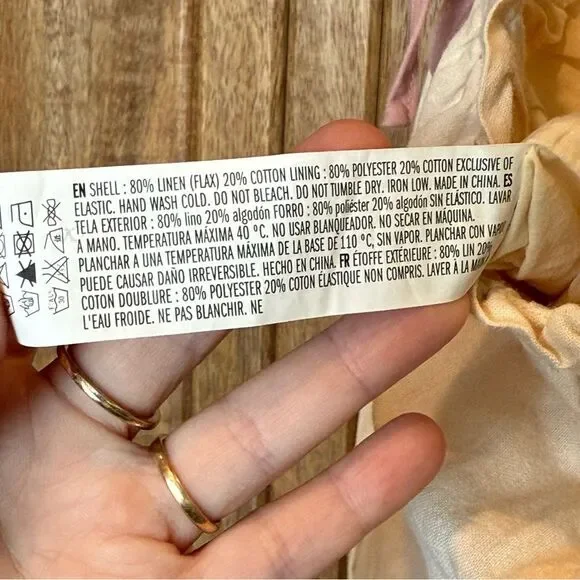 EN SHELL : 80% LINEN (FLAX) 20% COTTON LINING : 80% POLYESTER 20% COTTON EXCLUSIVE OF
ELASTIC. HAND WASH COLD. DO NOT BLEACH. DO NOT TUMBLE DRY. IRON LOW. MADE IN CHINA. ES
TELA EXTERIOR : 80% lino 20% algodón FORRO : 80% poliéster 20% algodón SIN ELÁSTICO. LAVAR
A MANO. TEMPERATURA MÁXIMA 40 °C. NO USAR BLANQUEADOR. NO SECAR EN MÁQUINA.
PLANCHAR A UNA TEMPERATURA MÁXIMA DE LA BASE DE 110 °C, SIN VAPOR. PLANCHAR CON VAPOR
PUEDE CAUSAR DAÑO IRREVERSIBLE. HECHO EN CHINA. FR ÉTOFFE EXTÉRIEURE : 80% LIN 20%
COTON DOUBLURE : 80% POLYESTER 20% COTON ÉLASTIQUE NON COMPRIS. LAVER À LA MAIN
L'EAU FROIDE. NE PAS BLANCHIR. NE